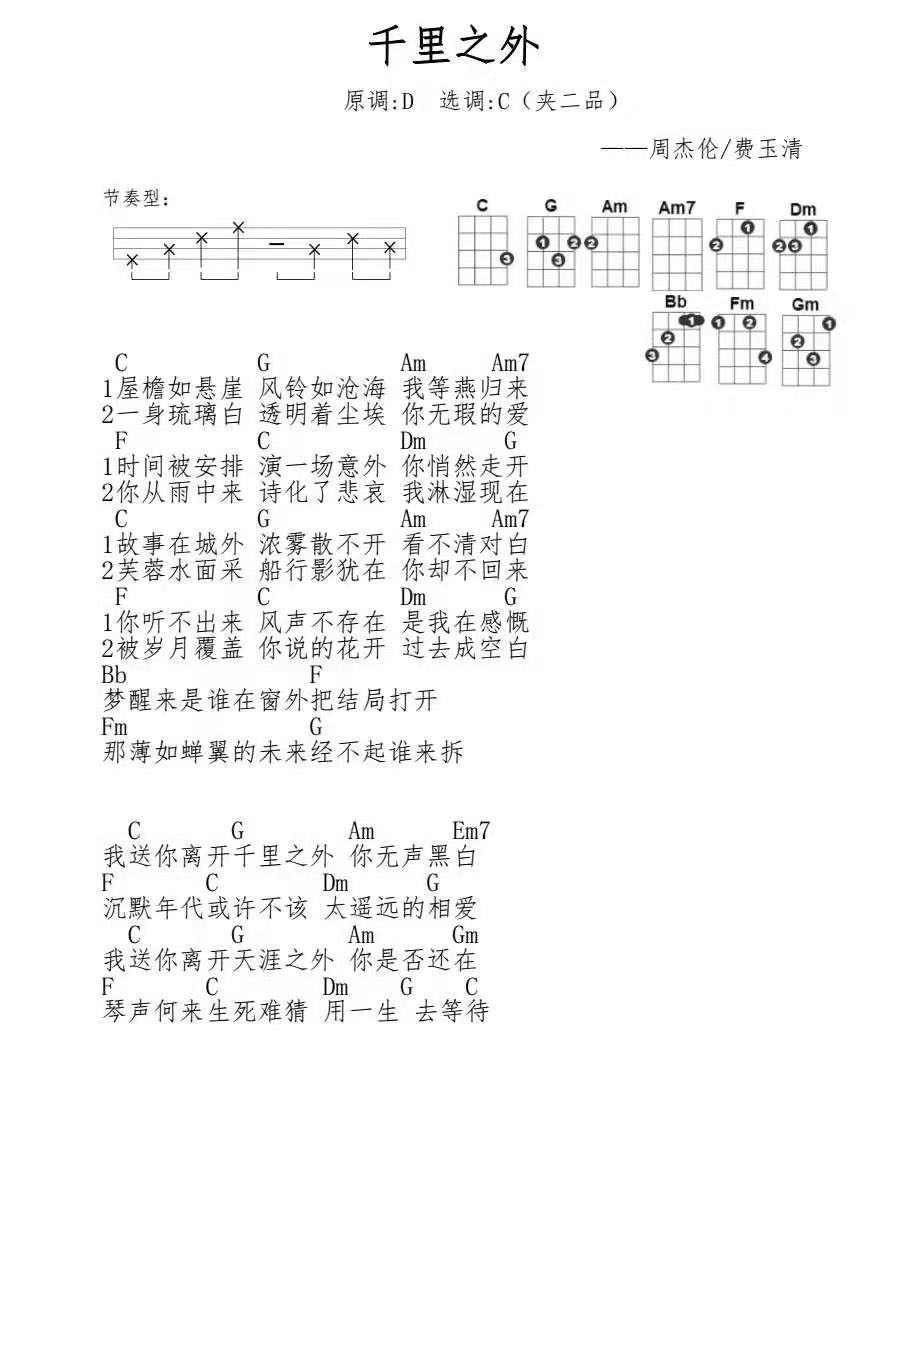 千里之外
原调:D 选调:C（夹二品）
——周杰伦/费玉清
节奏型:
C G Am Am7 F Dm
Bb Fm Gm
C G Am Am7
1屋檐如悬崖 风铃如沧海 我等燕归来
2一身琉璃白 透明着尘埃 你无瑕的爱
F C Dm G
1时间被安排 演一场意外 你悄然走开
2你从雨中来 诗化了悲哀 我淋湿现在
C G Am Am7
1故事在城外 浓雾散不开 看不清对白
2芙蓉水面采 船行影犹在 你却不回来
F C Dm G
1你听不出来 风声不存在 是我在感慨
2被岁月覆盖 你说的花开 过去成空白
Bb F
梦醒来是谁在窗外把结局打开
Fm G
那薄如蝉翼的未来经不起谁来拆
C G Am Em7
我送你离开千里之外 你无声黑白
F C Dm G
沉默年代或许不该 太遥远的相爱
C G Am Gm
我送你离开天涯之外 你是否还在
F C Dm G C
琴声何来生死难猜 用一生 去等待